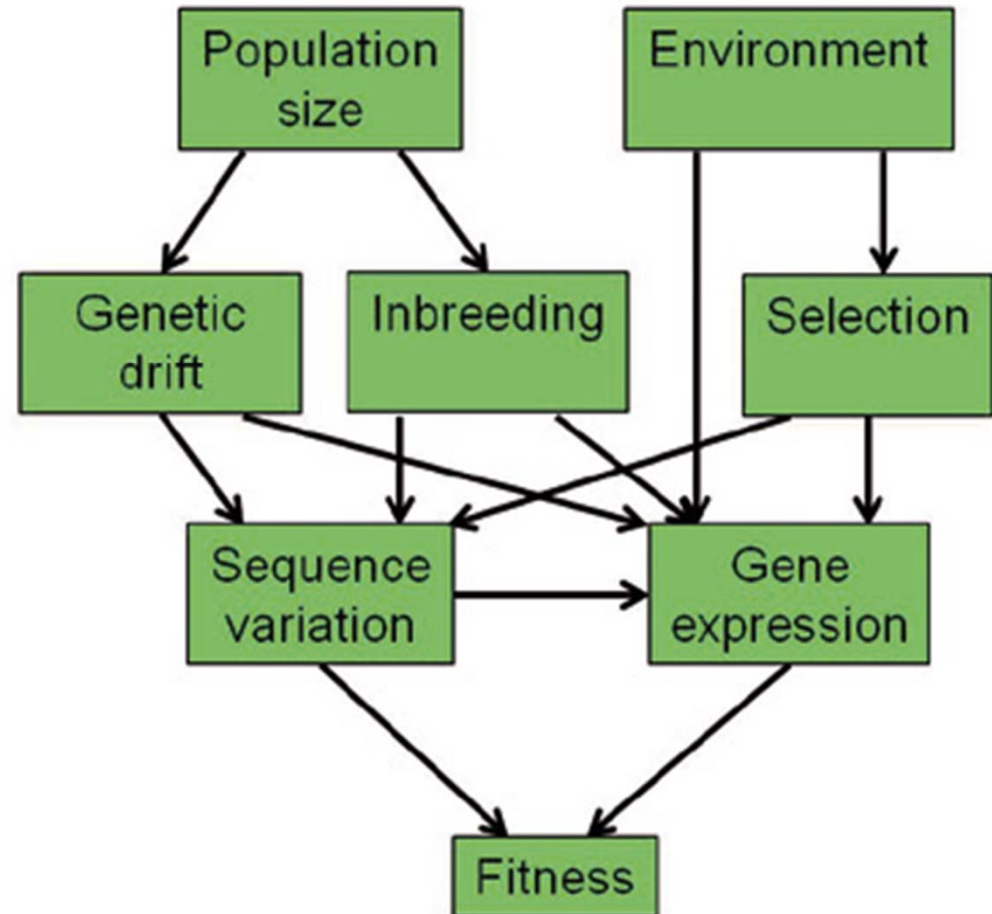 Population
size
Environment
Genetic
drift
Inbreeding
Selection
Sequence
variation
Gene
expression
Fitness